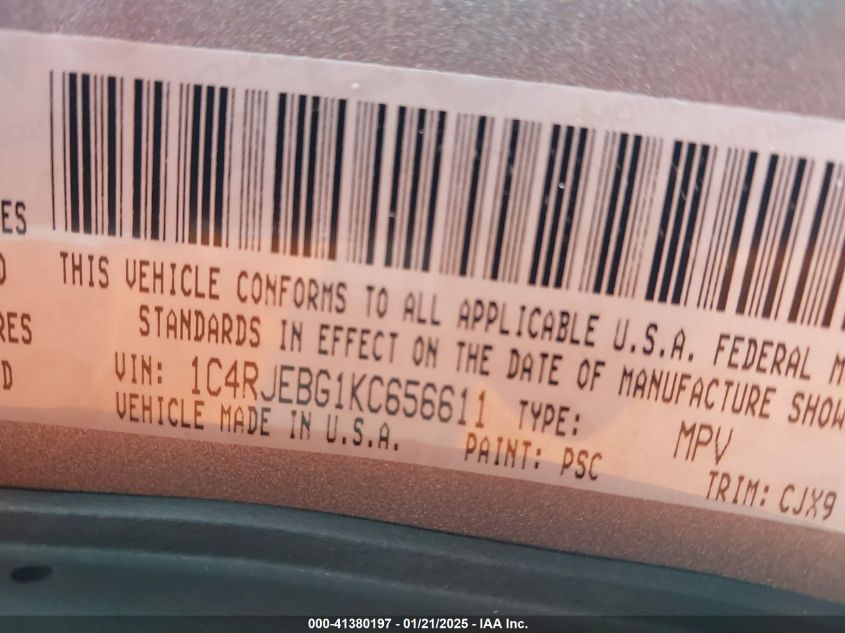 ES
THIS VEHICLE CONFORMS TO ALL APPLICABLE U.S.A. FEDERAL M
RES
STANDARDS IN EFFECT ON THE DATE OF MANUFACTURE SHOW
D
VIN: 1C4RJEBG1KC656611 TYPE: MPV
VEHICLE MADE IN U.S.A. PAINT: PSC TRIM: CJX9
000-41380197 - 01/21/2025 - IAA Inc.